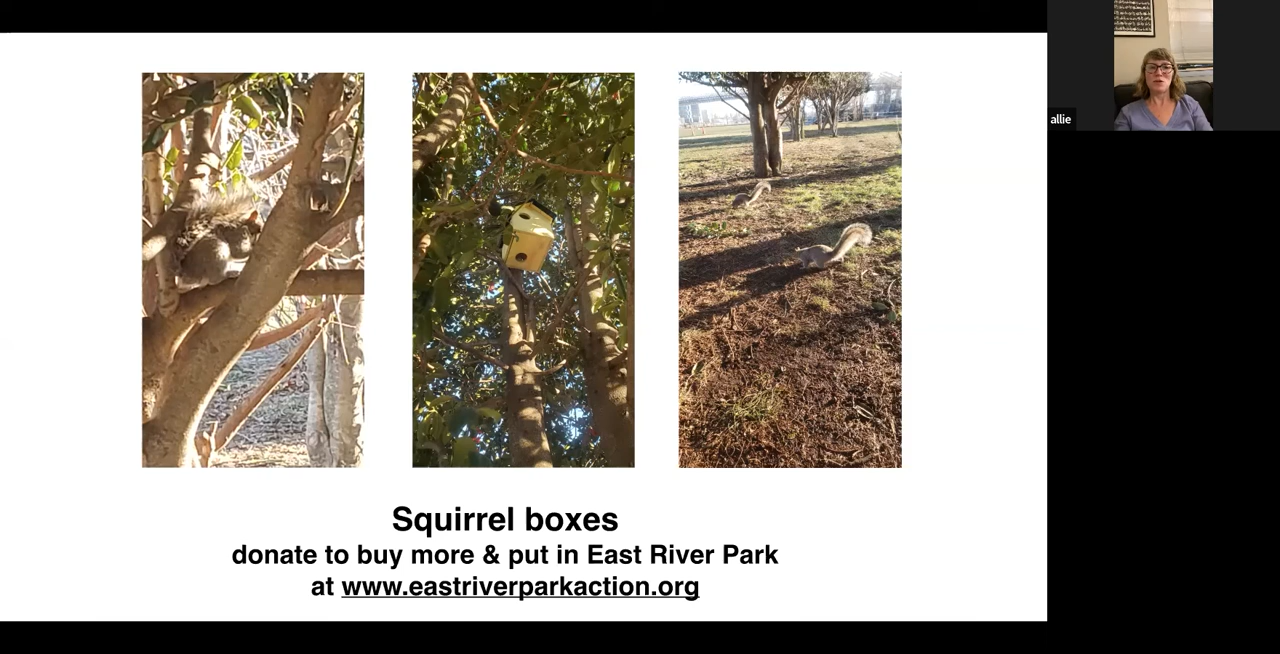 allie
Squirrel boxes
donate to buy more & put in East River Park
at www.eastriverparkaction.org